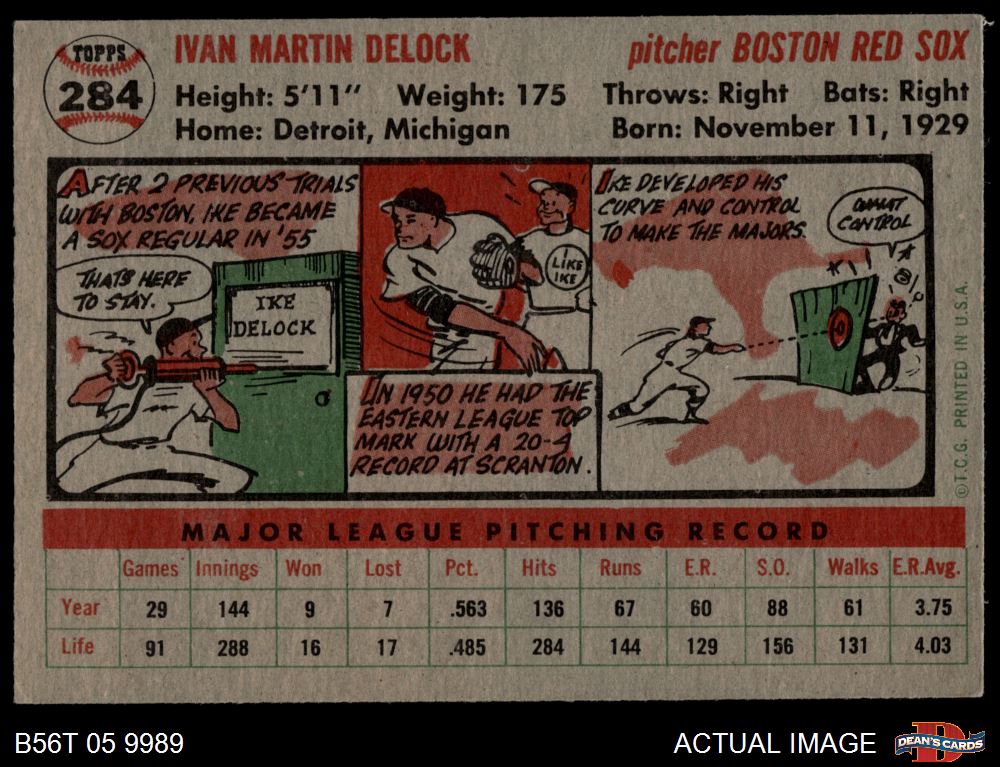 TOPPS
284
IVAN MARTIN DELOCK
pitcher BOSTON RED SOX
Height: 5'11" Weight: 175 Throws: Right Bats: Right
Home: Detroit, Michigan Born: November 11, 1929
AFTER 2 PREVIOUS TRIALS
WITH BOSTON, IKE BECAME
A SOX REGULAR IN '55
THAT'S HERE
TO STAY.
IKE
DELOCK
I
LIKE
IKE
IN 1950 HE HAD THE
EASTERN LEAGUE TOP
MARK WITH A 20-4
RECORD AT SCRANTON.
IKE DEVELOPED HIS
CURVE AND CONTROL
TO MAKE THE MAJORS.
WHAT
CONTROL
©T.C.G. PRINTED IN U.S.A.
MAJOR LEAGUE PITCHING RECORD
Games Innings Won Lost Pct. Hits Runs E.R. S.O. Walks E.R.Avg.
Year 29 144 9 7 .563 136 67 60 88 61 3.75
Life 91 288 16 17 .485 284 144 129 156 131 4.03
B56T 05 9989
ACTUAL IMAGE
D
DEAN'S CARDS